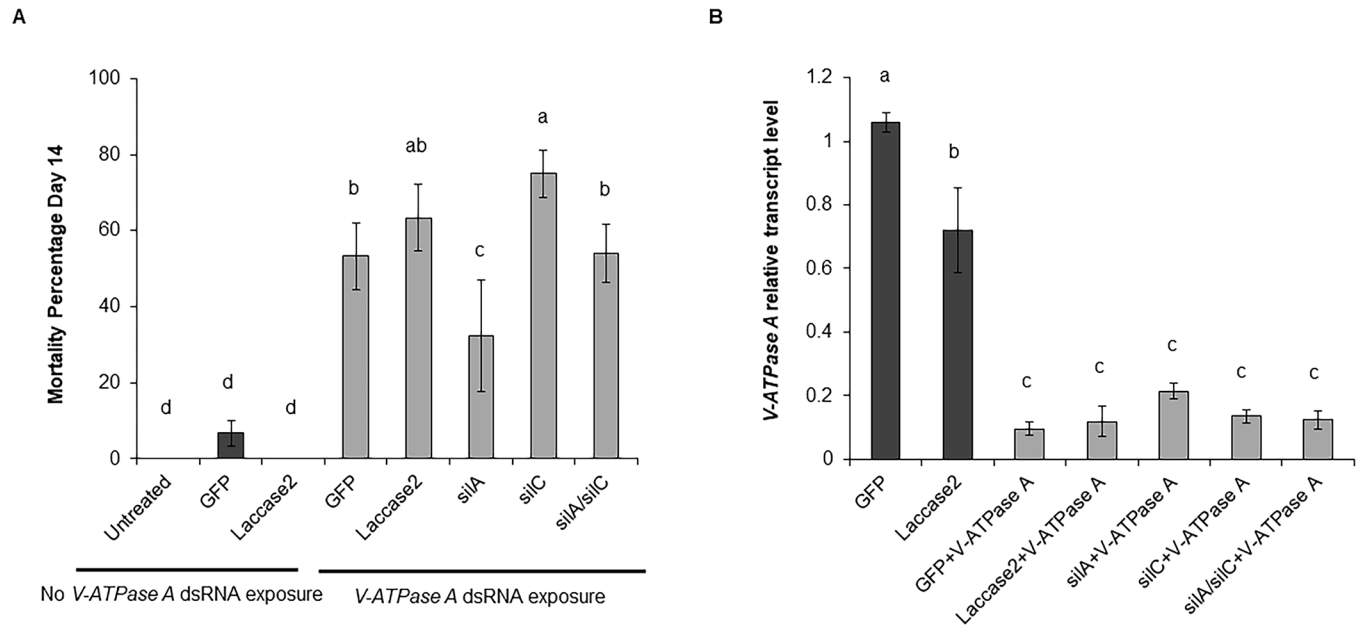 A
Mortality Percentage Day 14
100
80
60
40
20
0
d
d
d
b
ab
c
a
b
Untreated
GFP
Laccase2
GFP
Laccase2
silA
silC
silA/silC
No V-ATPase A dsRNA exposure
V-ATPase A dsRNA exposure
B
V-ATPase A relative transcript level
1.2
1
0.8
0.6
0.4
0.2
0
a
b
c
c
c
c
c
GFP
Laccase2
GFP+V-ATPase A
Laccase2+V-ATPase A
silA+V-ATPase A
silC+V-ATPase A
silA/silC+V-ATPase A